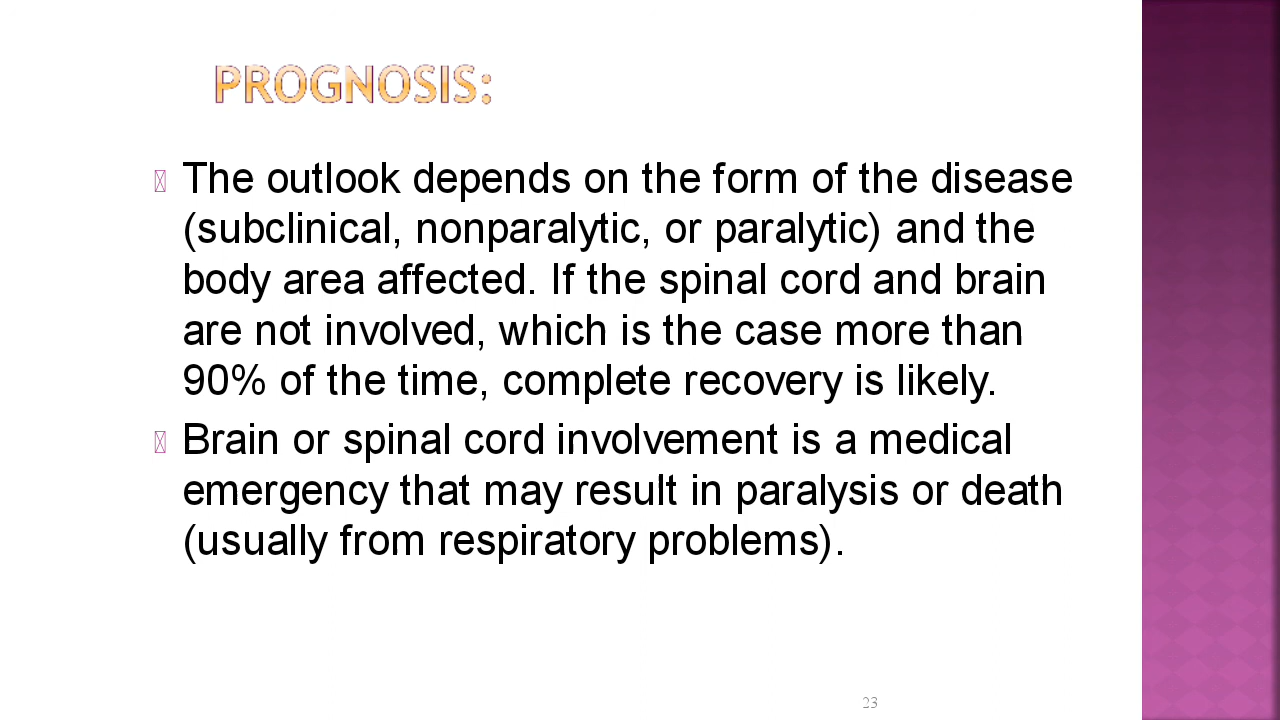 PROGNOSIS:
The outlook depends on the form of the disease
(subclinical, nonparalytic, or paralytic) and the
body area affected. If the spinal cord and brain
are not involved, which is the case more than
90% of the time, complete recovery is likely.
Brain or spinal cord involvement is a medical
emergency that may result in paralysis or death
(usually from respiratory problems).
23